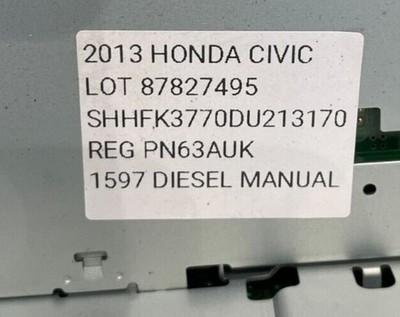 2013 HONDA CIVIC
LOT 87827495
SHHFK3770DU213170
REG PN63AUK
1597 DIESEL MANUAL